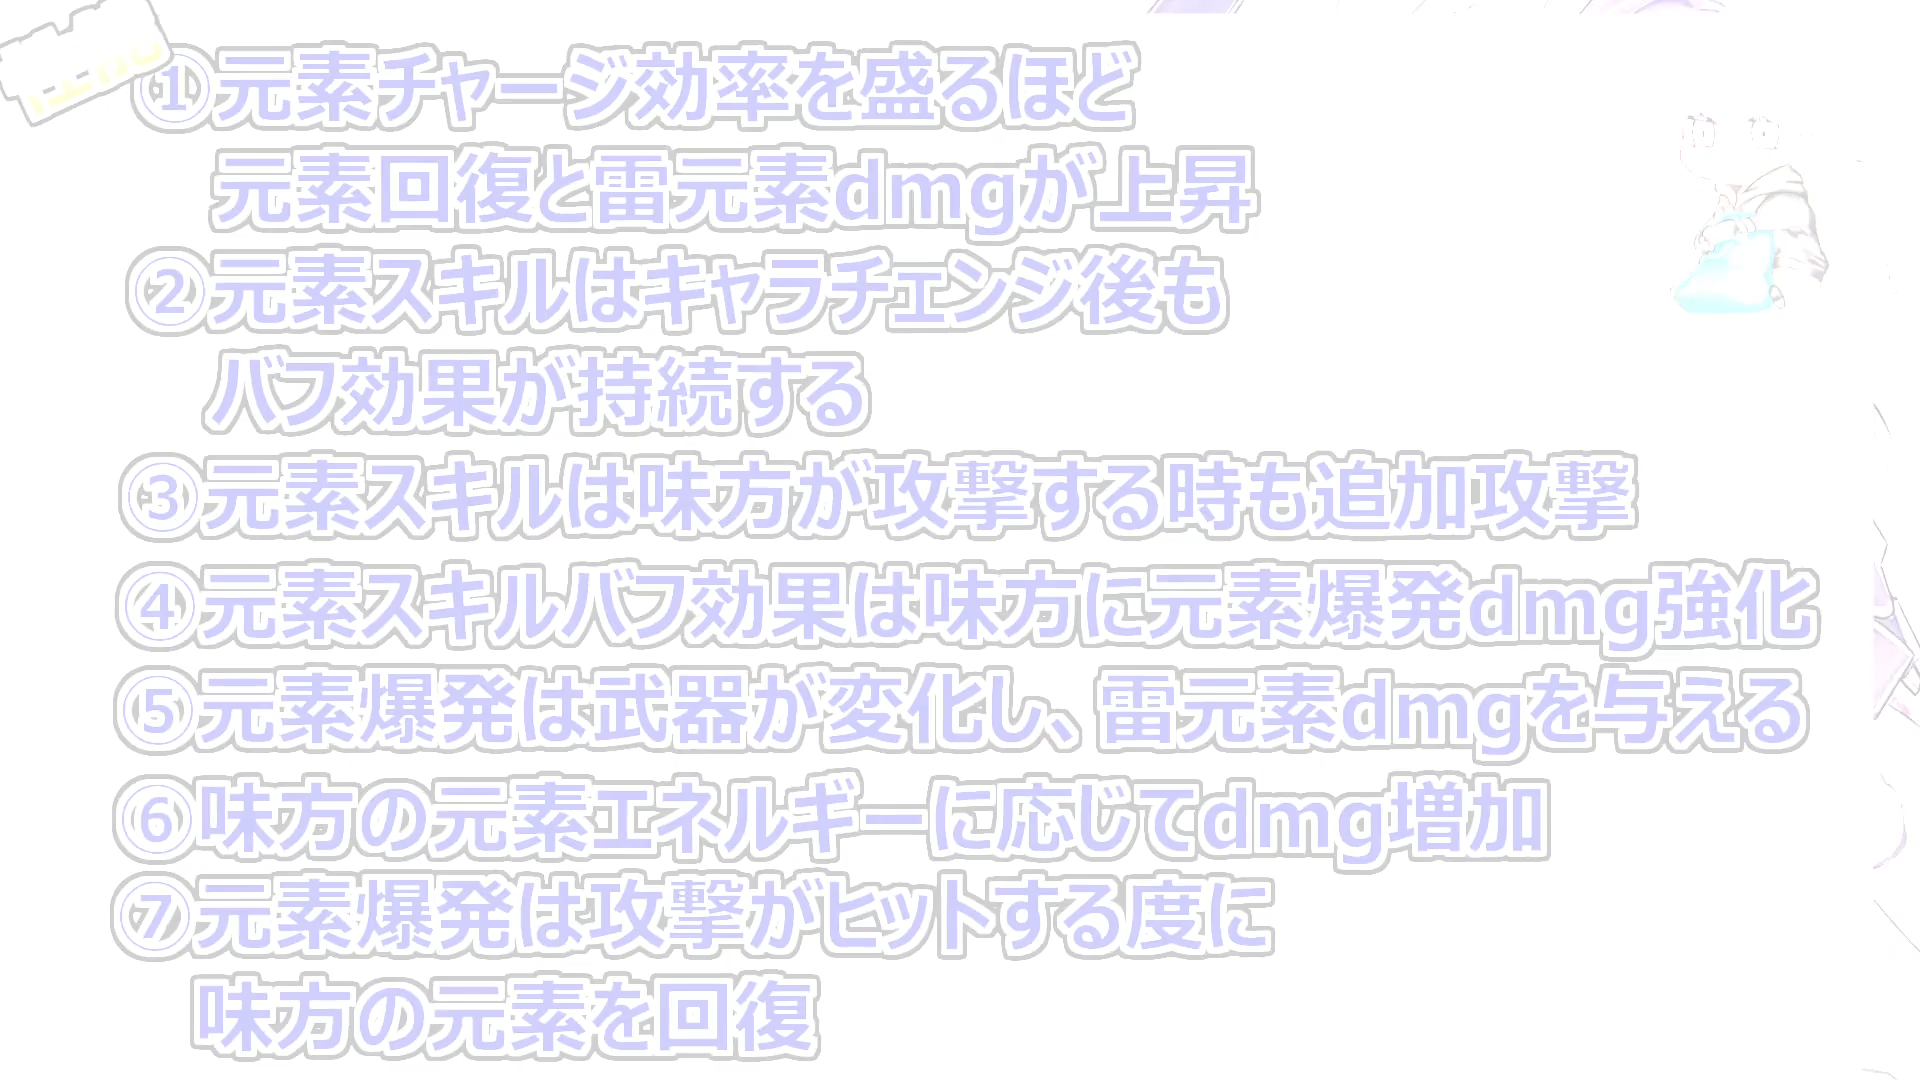 ①元素チャージ効率を盛るほど
元素回復と雷元素dmgが上昇
②元素スキルはキャラチェンジ後も
バフ効果が持続する
③元素スキルは味方が攻撃する時も追加攻撃
④元素スキルバフ効果は味方に元素爆発dmg強化
⑤元素爆発は武器が変化し、雷元素dmgを与える
⑥味方の元素エネルギーに応じてdmg増加
⑦元素爆発は攻撃がヒットする度に
味方の元素を回復